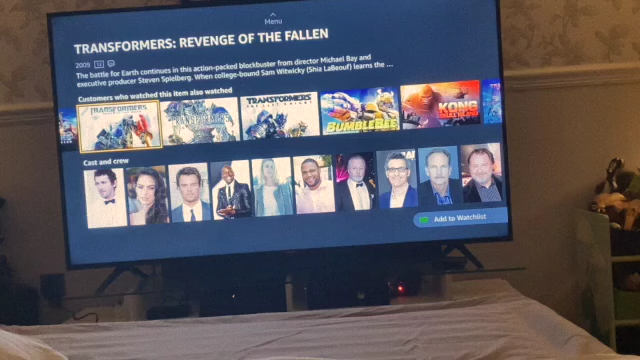 Menu
TRANSFORMERS: REVENGE OF THE FALLEN
2009 12
The battle for Earth continues in this action-packed blockbuster from director Michael Bay and
executive producer Steven Spielberg. When college-bound Sam Witwicky (Shia LaBeouf) learns the ...
Customers who watched this item also watched
TRANSFORMERS
TRANSFORMERS
TRANSFORMERS
BUMBLEBEE
KONG
Cast and crew
Add to Watchlist